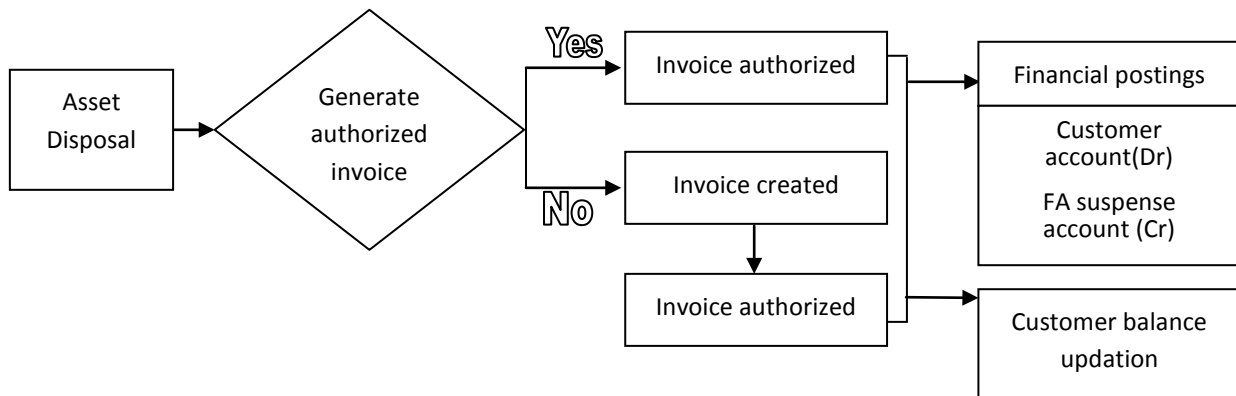 Asset
Disposal
Generate
authorized
invoice
Yes
No
Invoice authorized
Invoice created
Invoice authorized
Financial postings
Customer
account(Dr)
FA suspense
account (Cr)
Customer balance
updation